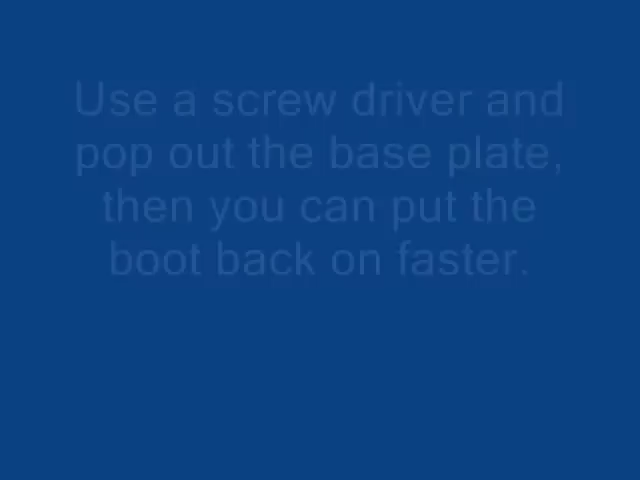 Use a screw driver and
pop out the base plate,
then you can put the
boot back on faster.